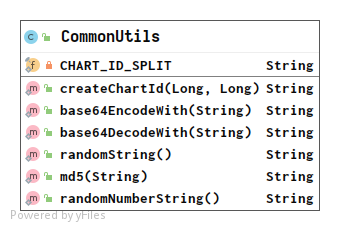 CommonUtils
CHART_ID_SPLIT String
createChartId(Long, Long) String
base64EncodeWith(String) String
base64DecodeWith(String) String
randomString() String
md5(String) String
randomNumberString() String
Powered by yFiles